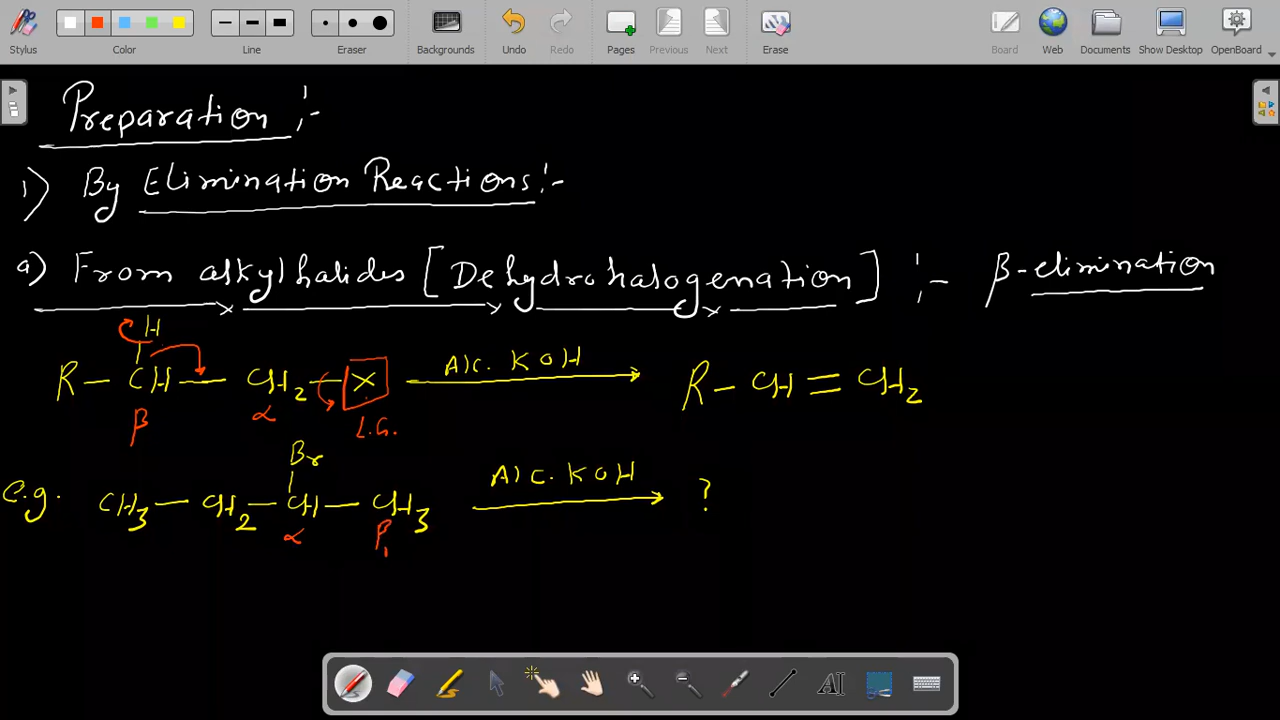 Stylus Color Line Eraser Backgrounds Undo Redo Pages Previous Next Erase Board Web Documents Show Desktop OpenBoard
Preparation :-
1) By Elimination Reactions :-
a) From alkylhalides [Dehydrohalogenation] :- β-elimination
H
R — CH — CH2 — X Alc. KOH → R — CH = CH2
β α L.G.
Br
e.g. CH3 — CH2 — CH — CH3 Alc. KOH → ?
α β1